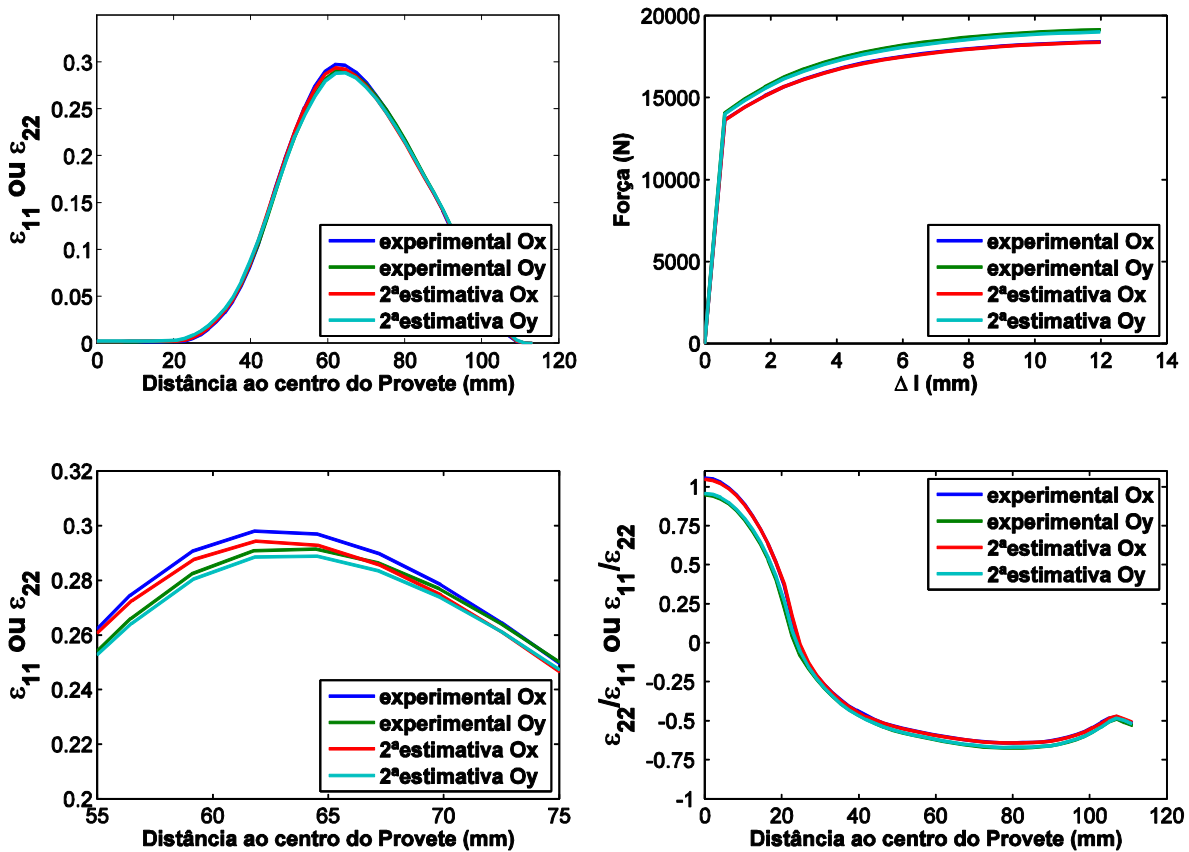 ε11 ou ε22
0.3
0.25
0.2
0.15
0.1
0.05
0
experimental Ox
experimental Oy
2ªestimativa Ox
2ªestimativa Oy
0 20 40 60 80 100 120
Distância ao centro do Provete (mm)
Força (N)
20000
15000
10000
5000
0
experimental Ox
experimental Oy
2ªestimativa Ox
2ªestimativa Oy
0 2 4 6 8 10 12 14
Δ l (mm)
ε11 ou ε22
0.32
0.3
0.28
0.26
0.24
0.22
0.2
experimental Ox
experimental Oy
2ªestimativa Ox
2ªestimativa Oy
55 60 65 70 75
Distância ao centro do Provete (mm)
ε22/ε11 ou ε11/ε22
1
0.75
0.5
0.25
0
-0.25
-0.5
-0.75
-1
experimental Ox
experimental Oy
2ªestimativa Ox
2ªestimativa Oy
0 20 40 60 80 100 120
Distância ao centro do Provete (mm)